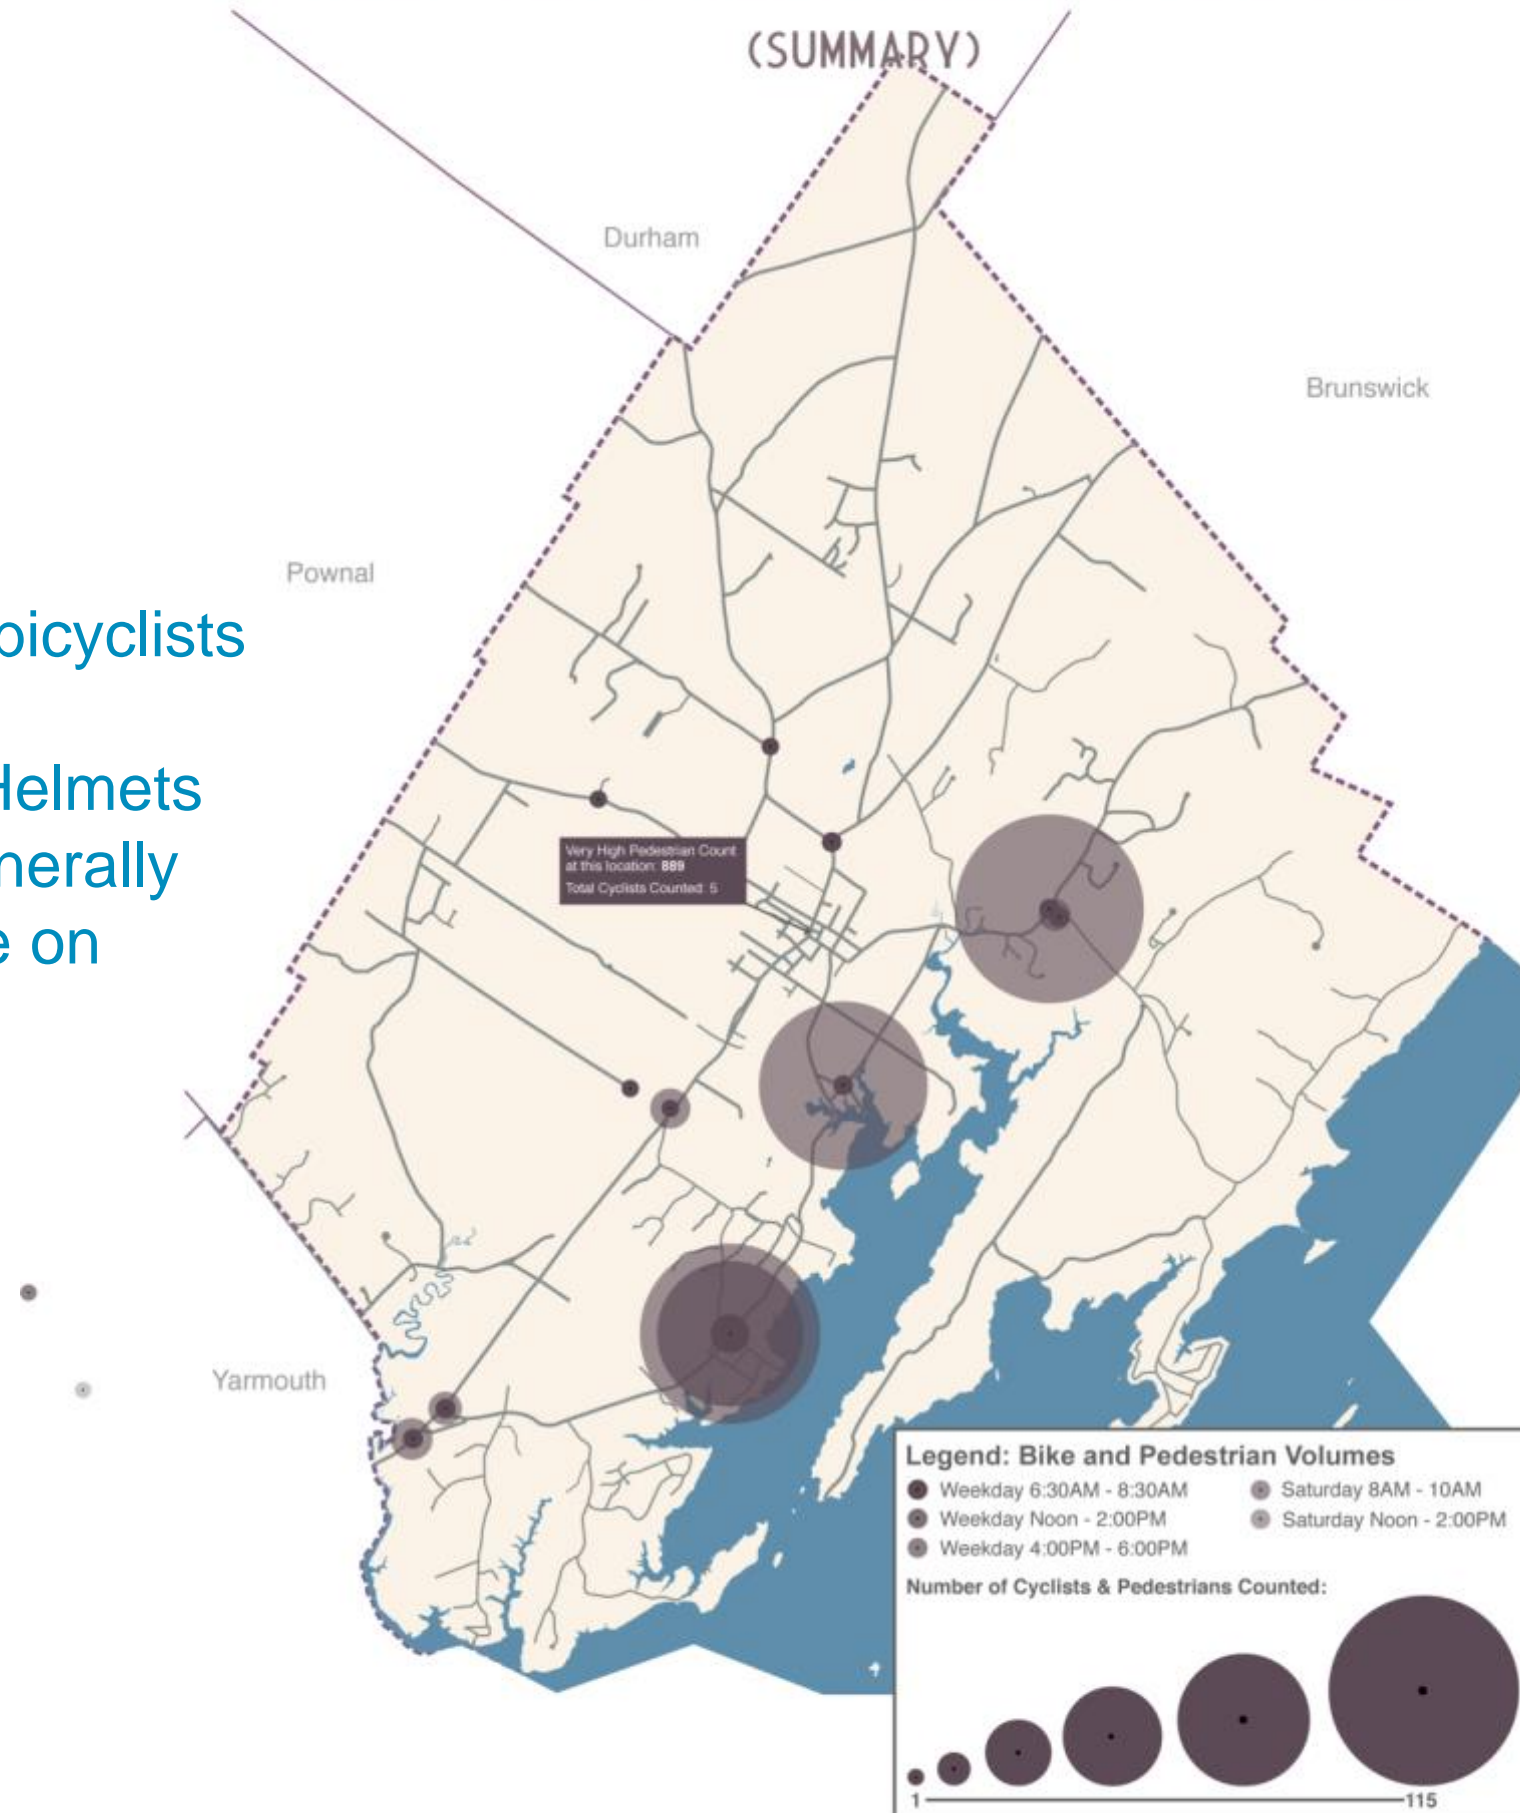 (SUMMARY)
Durham
Brunswick
Pownal
bicyclists
Helmets
nerally
e on
Very High Pedestrian Count
at this location: 889
Total Cyclists Counted: 5
Yarmouth
Legend: Bike and Pedestrian Volumes
Weekday 6:30AM - 8:30AM
Weekday Noon - 2:00PM
Weekday 4:00PM - 6:00PM
Saturday 8AM - 10AM
Saturday Noon - 2:00PM
Number of Cyclists & Pedestrians Counted:
1
115